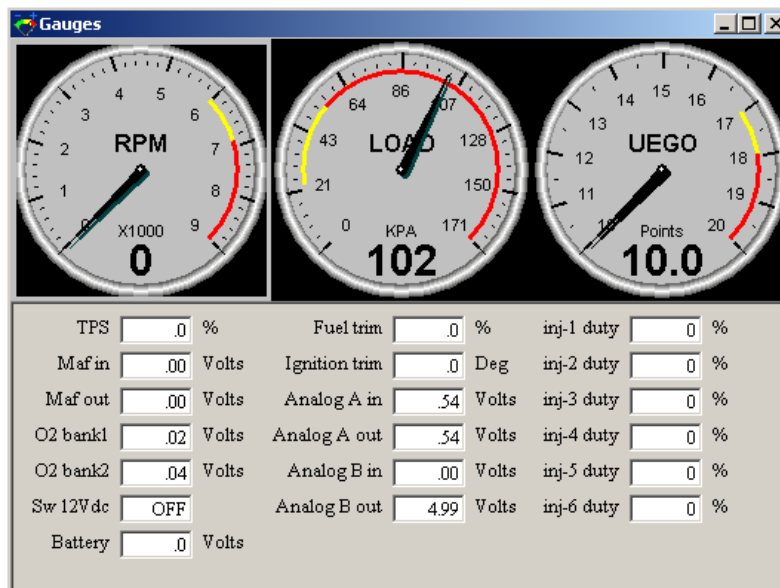 Gauges
0 1 2 3 4 5 6 7 8 9
RPM
X1000
0
0 21 43 64 86 107 128 150 171
LOAD
KPA
102
10 11 12 13 14 15 16 17 18 19 20
UEGO
Points
10.0
TPS .0 % Fuel trim .0 % inj-1 duty 0 %
Maf in .00 Volts Ignition trim .0 Deg inj-2 duty 0 %
Maf out .00 Volts Analog A in .54 Volts inj-3 duty 0 %
O2 bank1 .02 Volts Analog A out .54 Volts inj-4 duty 0 %
O2 bank2 .04 Volts Analog B in .00 Volts inj-5 duty 0 %
Sw 12Vdc OFF Analog B out 4.99 Volts inj-6 duty 0 %
Battery .0 Volts